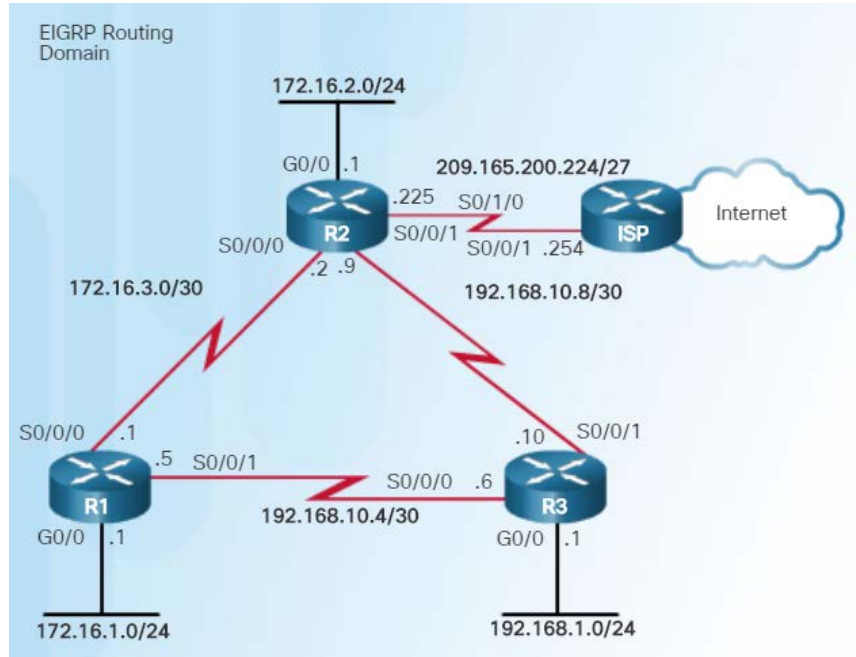 EIGRP Routing
Domain
172.16.2.0/24
G0/0 .1
209.165.200.224/27
.225 S0/1/0
Internet
R2
ISP
S0/0/0
S0/0/1
S0/0/1 .254
.2 .9
172.16.3.0/30
192.168.10.8/30
S0/0/0 .1
.10 S0/0/1
.5 S0/0/1
S0/0/0 .6
R1
R3
192.168.10.4/30
G0/0 .1
G0/0 .1
172.16.1.0/24
192.168.1.0/24